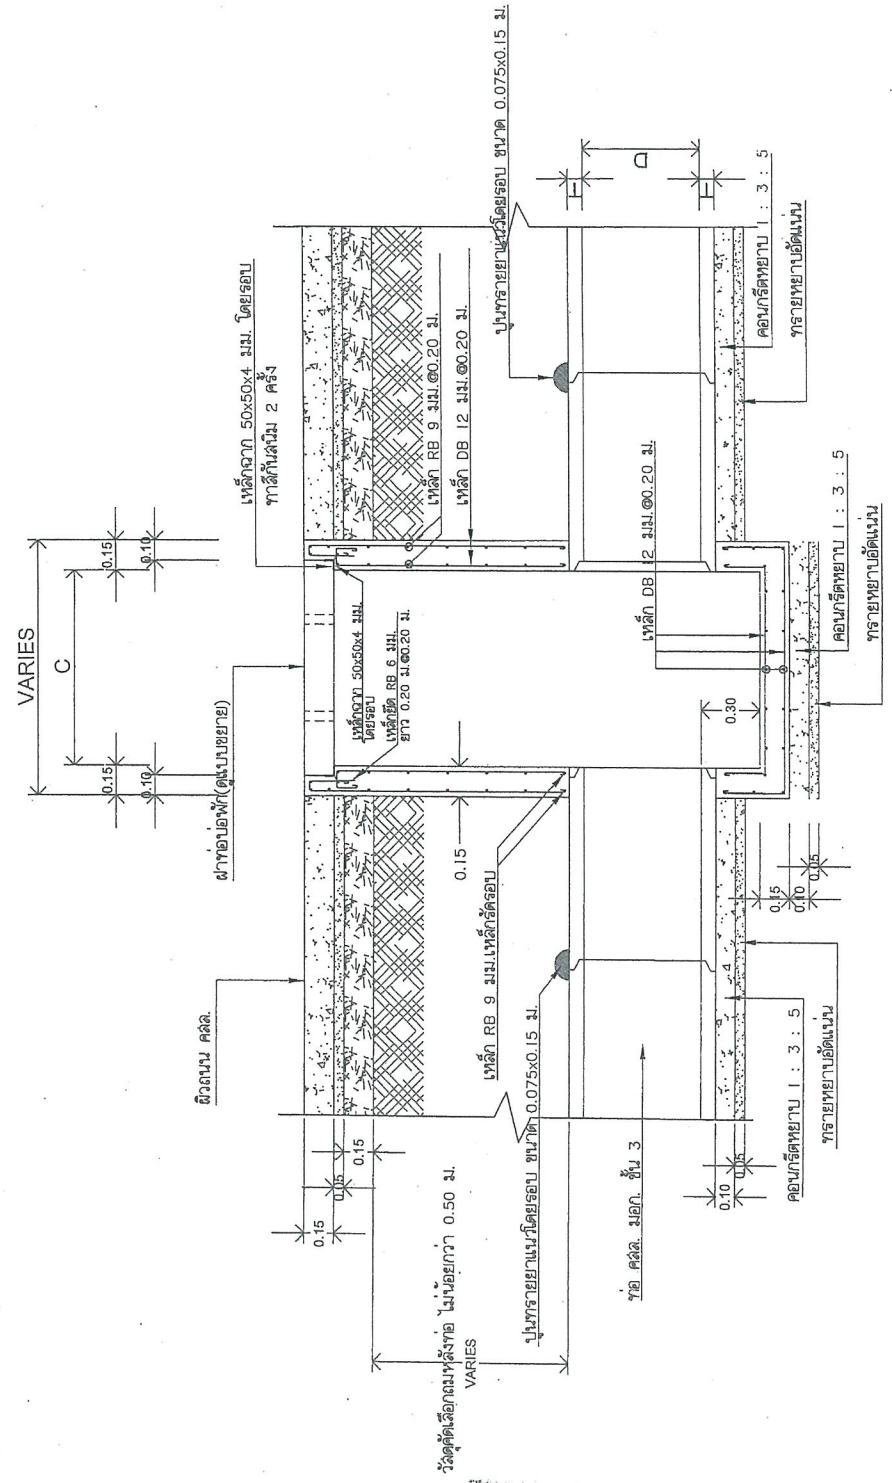 VARIES
C
0.15
0.10
0.15
0.10
ผิวถนน คสล.
ฝาท่อบ่อพัก(ดูแบบขยาย)
เหล็กฉาก 50x50x4 มม. โดยรอบ
ทาสีกันสนิม 2 ครั้ง
ปูนทรายยาแนวโดยรอบ ขนาด 0.075x0.15 ม.
เหล็กฉาก 50x50x4 มม.
โดยรอบ
เหล็กยึด RB 6 มม.
ยาว 0.20 ม.@0.20 ม.
เหล็ก RB 9 มม.@0.20 ม.
เหล็ก DB 12 มม.@0.20 ม.
0.15
0.05
0.15
วัสดุคัดเลือกถมหลังท่อ ไม่น้อยกว่า 0.50 ม.
VARIES
0.15
เหล็ก RB 9 มม.เหล็กรัดรอบ
ปูนทรายยาแนวโดยรอบ ขนาด 0.075x0.15 ม.
T
D
T
ท่อ คสล. มอก. ชั้น 3
เหล็ก DB 12 มม.@0.20 ม.
0.30
0.10
0.05
คอนกรีตหยาบ 1 : 3 : 5
ทรายหยาบอัดแน่น
0.15
0.10
0.05
คอนกรีตหยาบ 1 : 3 : 5
ทรายหยาบอัดแน่น
คอนกรีตหยาบ 1 : 3 : 5
ทรายหยาบอัดแน่น